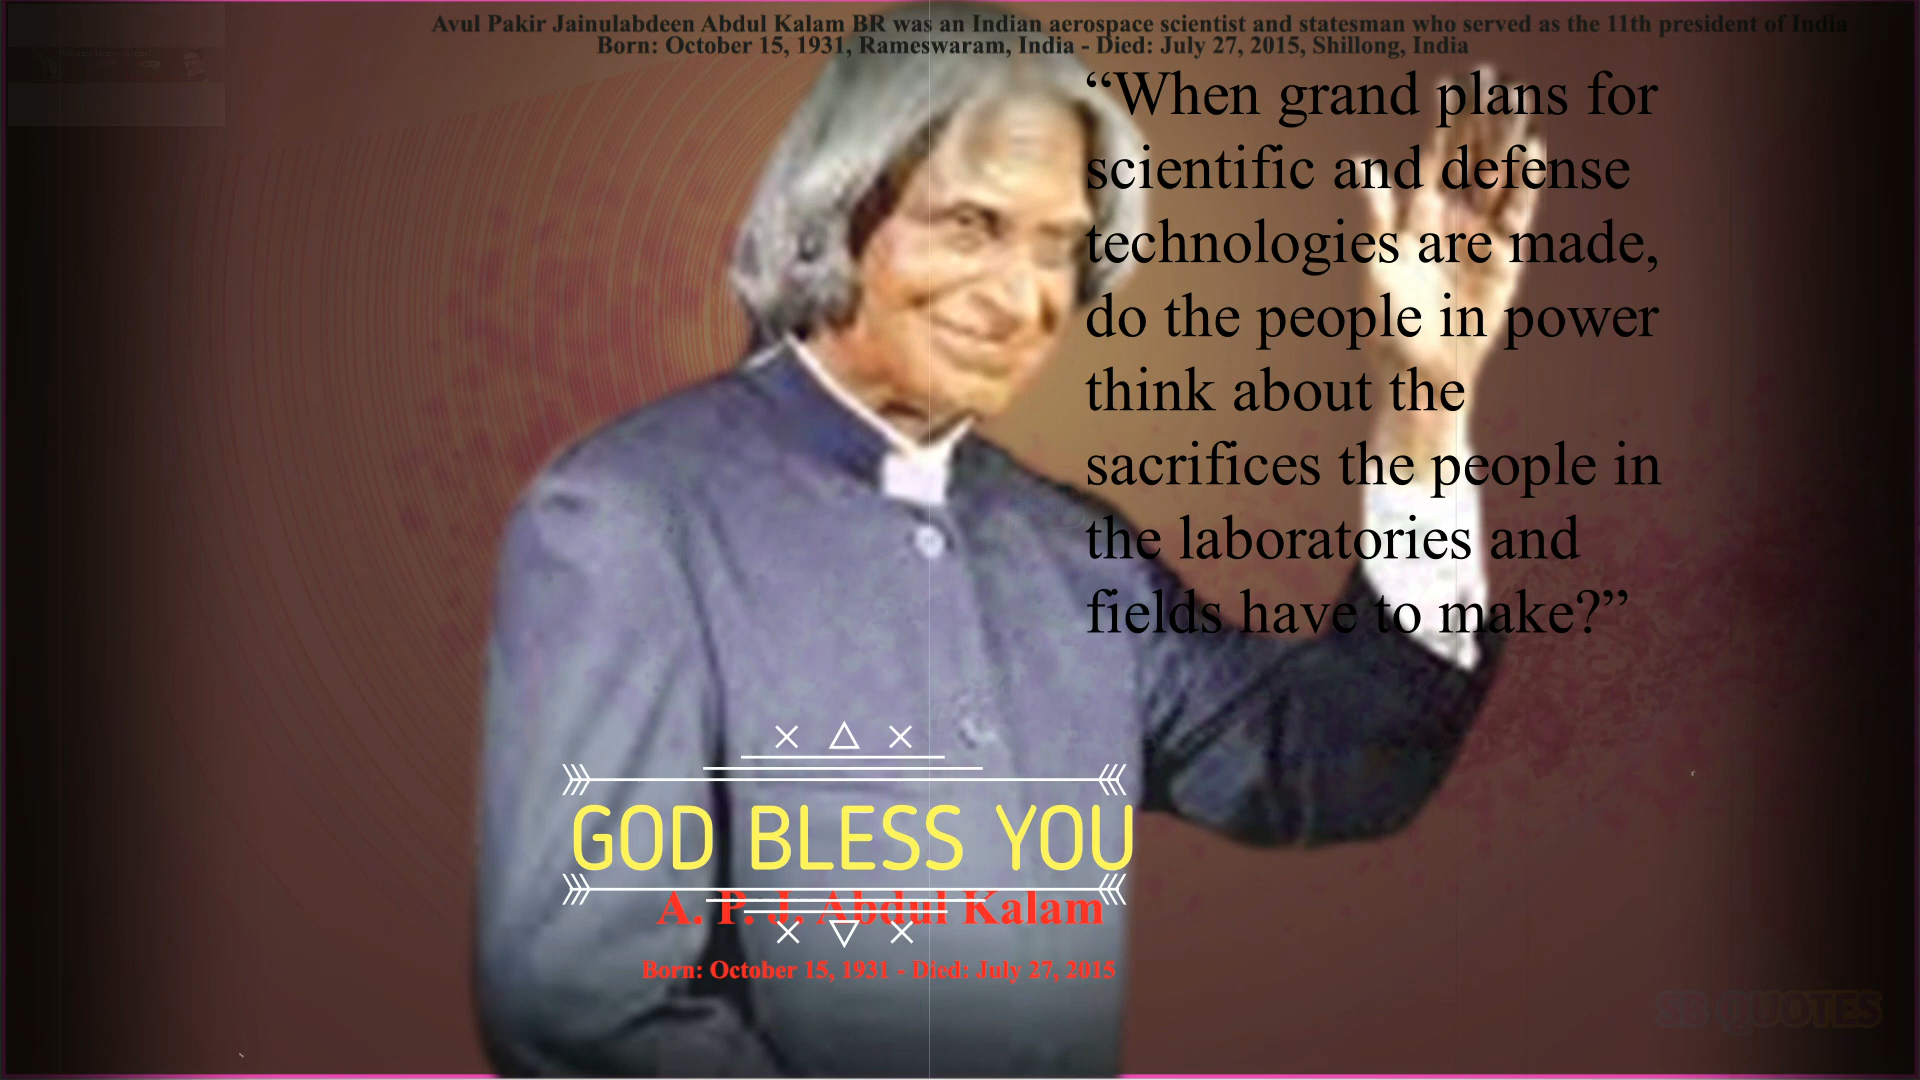 Avul Pakir Jainulabdeen Abdul Kalam BR was an Indian aerospace scientist and statesman who served as the 11th president of India
Born: October 15, 1931, Rameswaram, India - Died: July 27, 2015, Shillong, India
“When grand plans for
scientific and defense
technologies are made,
do the people in power
think about the
sacrifices the people in
the laboratories and
fields have to make?”
GOD BLESS YOU
A. P. J. Abdul Kalam
Born: October 15, 1931 - Died: July 27, 2015
SB QUOTES